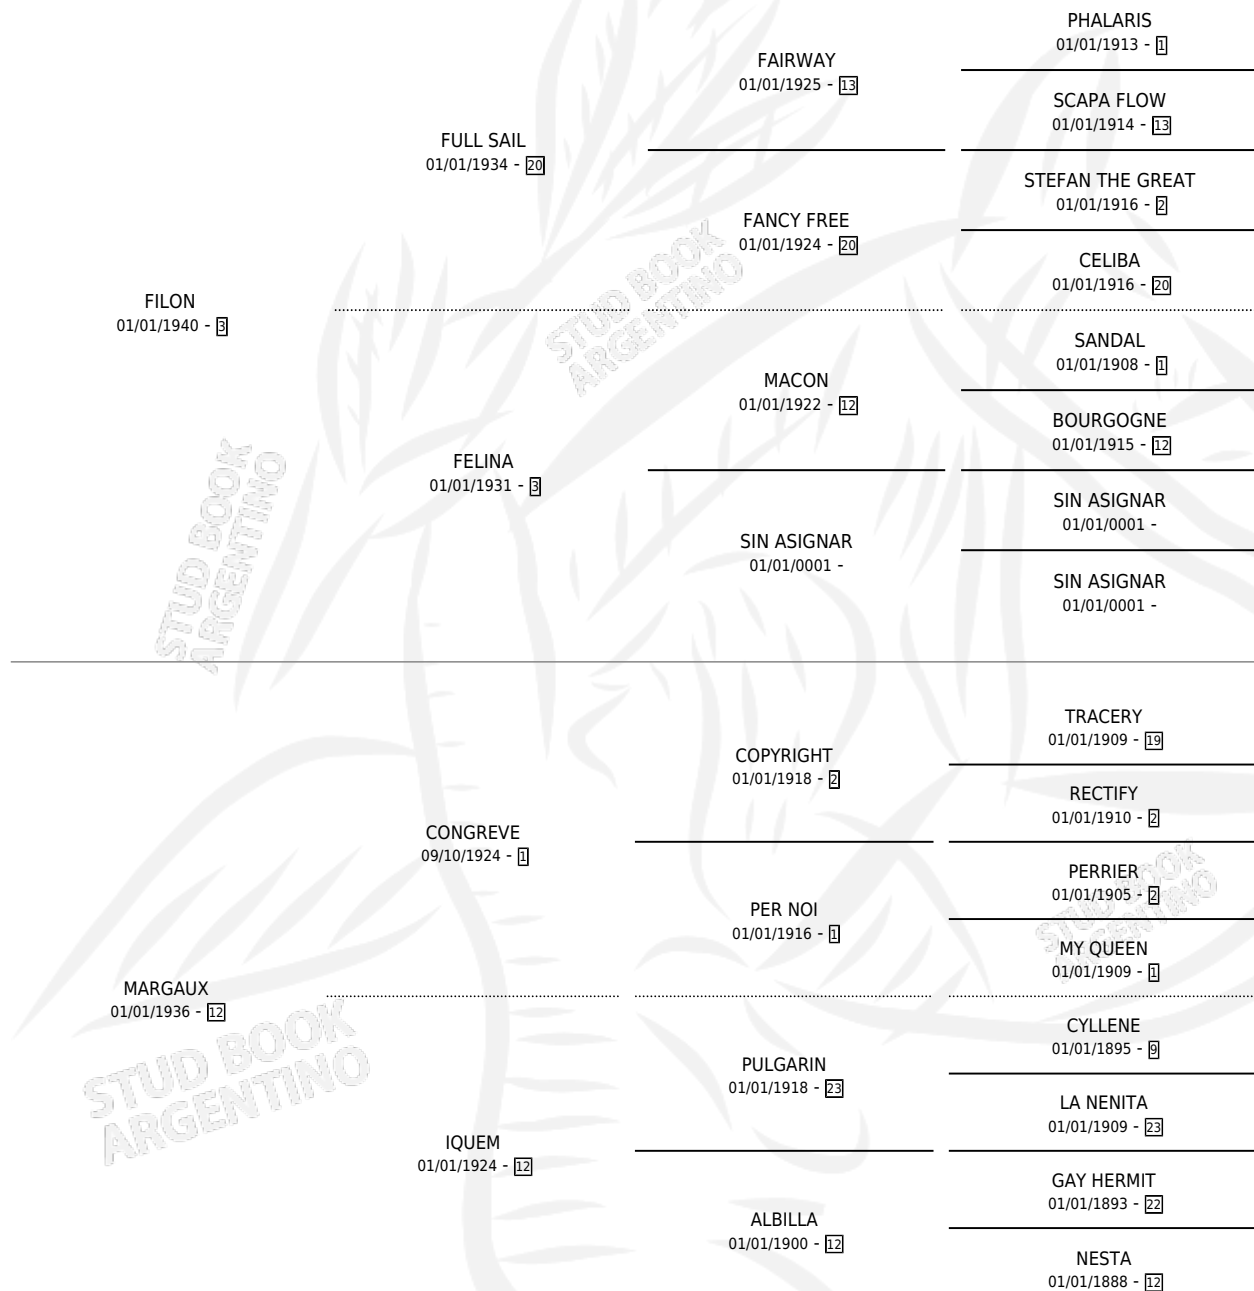 PHALARIS
01/01/1913 - 1
FAIRWAY
01/01/1925 - 13
SCAPA FLOW
01/01/1914 - 13
FULL SAIL
01/01/1934 - 20
STEFAN THE GREAT
01/01/1916 - 2
FANCY FREE
01/01/1924 - 20
CELIBA
01/01/1916 - 20
FILON
01/01/1940 - 3
SANDAL
01/01/1908 - 1
MACON
01/01/1922 - 12
BOURGOGNE
01/01/1915 - 12
FELINA
01/01/1931 - 3
SIN ASIGNAR
01/01/0001 -
SIN ASIGNAR
01/01/0001 -
SIN ASIGNAR
01/01/0001 -
STUD BOOK
ARGENTINO
STUD BOOK
ARGENTINO
TRACERY
01/01/1909 - 19
COPYRIGHT
01/01/1918 - 2
RECTIFY
01/01/1910 - 2
CONGREVE
09/10/1924 - 1
PERRIER
01/01/1905 - 2
PER NOI
01/01/1916 - 1
MY QUEEN
01/01/1909 - 1
MARGAUX
01/01/1936 - 12
CYLLENE
01/01/1895 - 9
PULGARIN
01/01/1918 - 23
LA NENITA
01/01/1909 - 23
IQUEM
01/01/1924 - 12
GAY HERMIT
01/01/1893 - 22
ALBILLA
01/01/1900 - 12
NESTA
01/01/1888 - 12
STUD BOOK
ARGENTINO
STUD BOOK
ARGENTINO